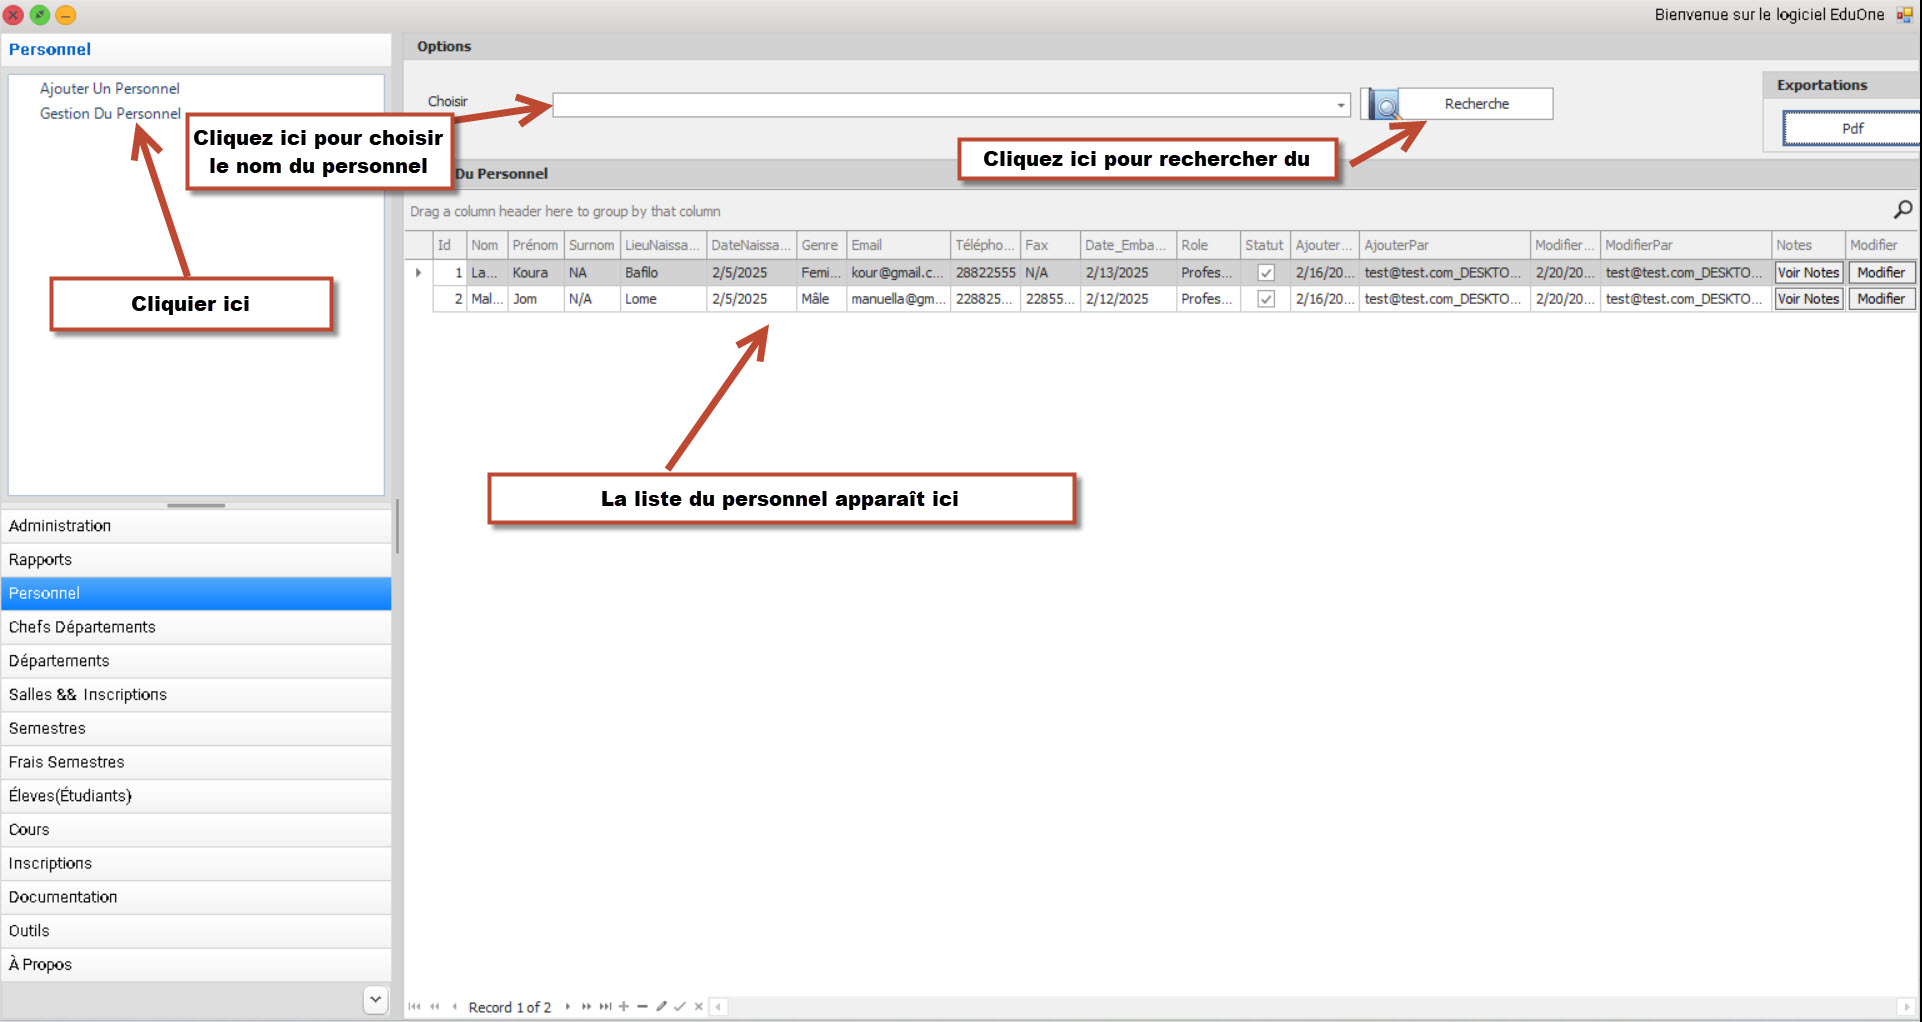 Bienvenue sur le logiciel EduOne
Personnel
Ajouter Un Personnel
Gestion Du Personnel
Cliquier ici
Administration
Rapports
Personnel
Chefs Départements
Départements
Salles && Inscriptions
Semestres
Frais Semestres
Éleves(Étudiants)
Cours
Inscriptions
Documentation
Outils
À Propos
Options
Choisir
Recherche
Exportations
Pdf
Cliquez ici pour choisir
le nom du personnel
Cliquez ici pour rechercher du
Du Personnel
Drag a column header here to group by that column
Id Nom Prénom Surnom LieuNaissa... DateNaissa... Genre Email Télépho... Fax Date_Emba... Role Statut Ajouter... AjouterPar Modifier... ModifierPar Notes Modifier
1 La... Koura NA Bafilo 2/5/2025 Femi... kour@gmail.c... 28822555 N/A 2/13/2025 Profes... 2/16/20... test@test.com_DESKTO... 2/20/20... test@test.com_DESKTO... Voir Notes Modifier
2 Mal... Jom N/A Lome 2/5/2025 Mâle manuella@gm... 228825... 22855... 2/12/2025 Profes... 2/16/20... test@test.com_DESKTO... 2/20/20... test@test.com_DESKTO... Voir Notes Modifier
La liste du personnel apparaît ici
Record 1 of 2